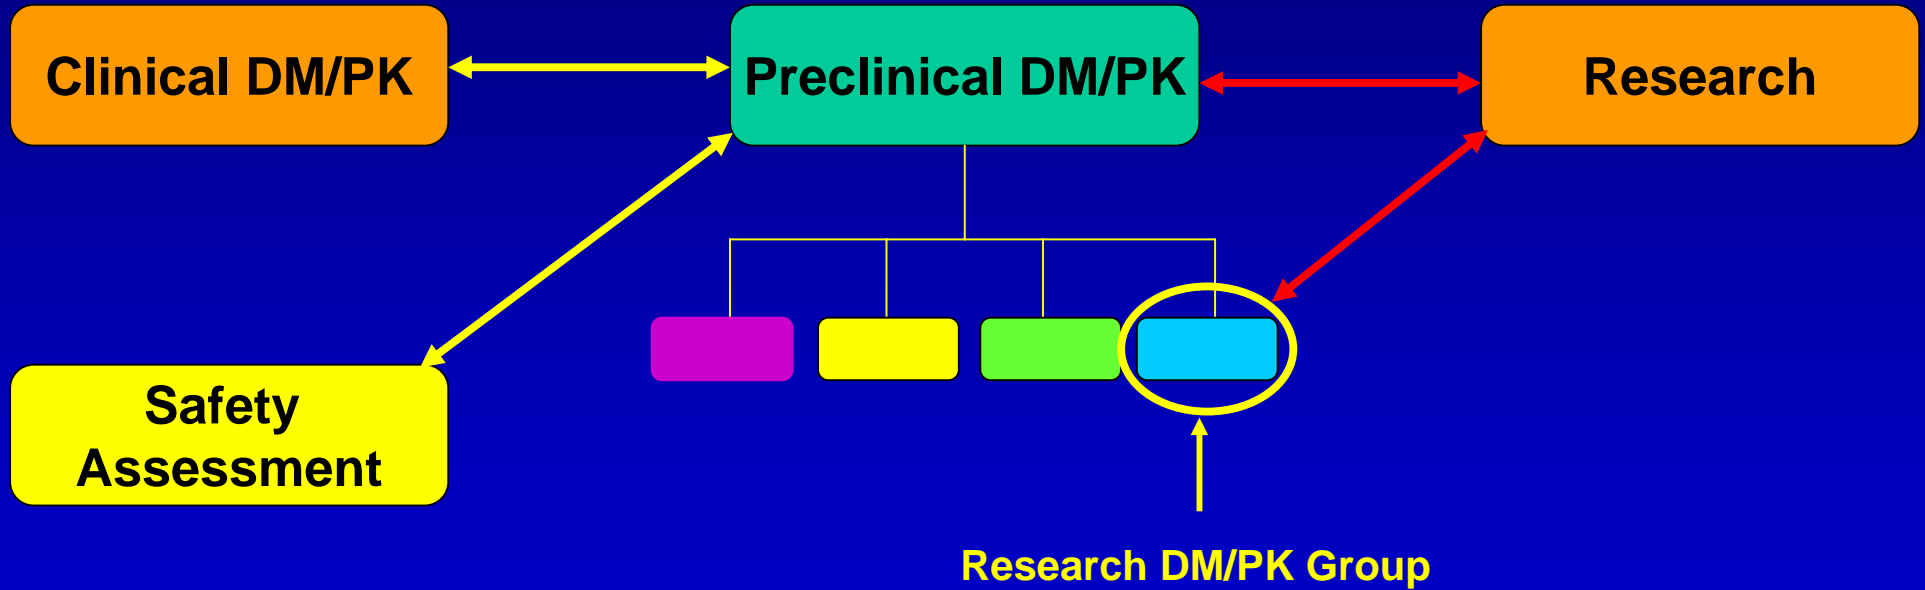 Clinical DM/PK
Preclinical DM/PK
Research
Safety
Assessment
Research DM/PK Group